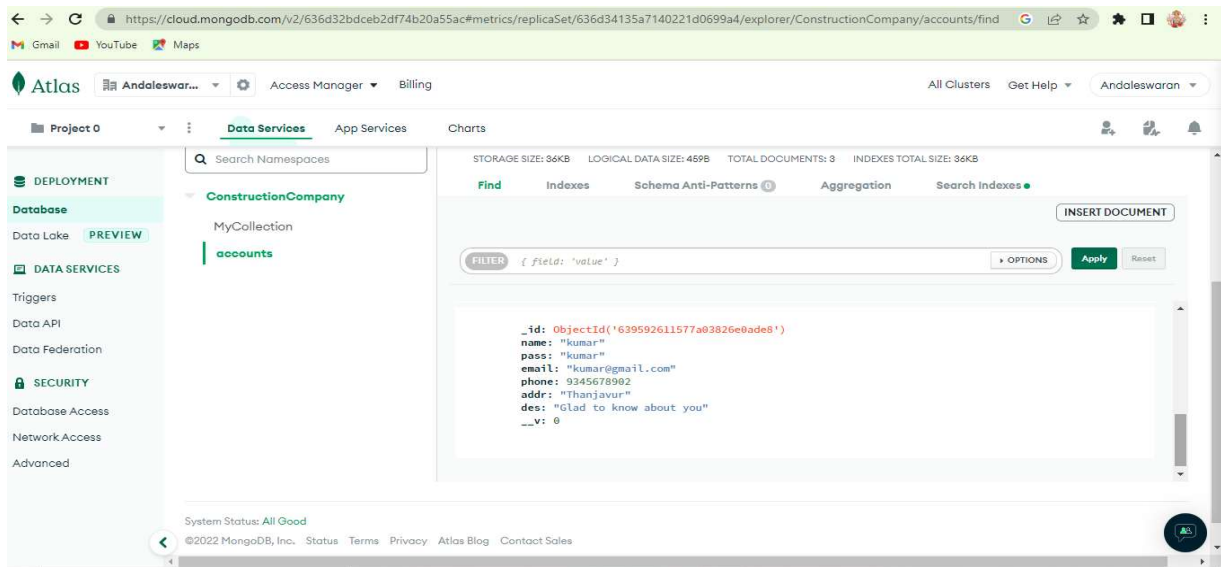 https://cloud.mongodb.com/v2/636d32bdceb2df74b20a55ac#metrics/replicaSet/636d34135a7140221d0699a4/explorer/ConstructionCompany/accounts/find
Gmail YouTube Maps
Atlas Andaleswar... Access Manager Billing All Clusters Get Help Andaleswaran
Project 0 Data Services App Services Charts
Search Namespaces
ConstructionCompany
MyCollection
accounts
DEPLOYMENT
Database
Data Lake PREVIEW
DATA SERVICES
Triggers
Data API
Data Federation
SECURITY
Database Access
Network Access
Advanced
STORAGE SIZE: 36KB LOGICAL DATA SIZE: 459B TOTAL DOCUMENTS: 3 INDEXES TOTAL SIZE: 36KB
Find Indexes Schema Anti-Patterns 0 Aggregation Search Indexes
INSERT DOCUMENT
FILTER { field: 'value' } OPTIONS Apply Reset
_id: ObjectId('639592611577a03826e0ade8')
name: "kumar"
pass: "kumar"
email: "kumar@gmail.com"
phone: 9345678902
addr: "Thanjavur"
des: "Glad to know about you"
__v: 0
System Status: All Good
©2022 MongoDB, Inc. Status Terms Privacy Atlas Blog Contact Sales